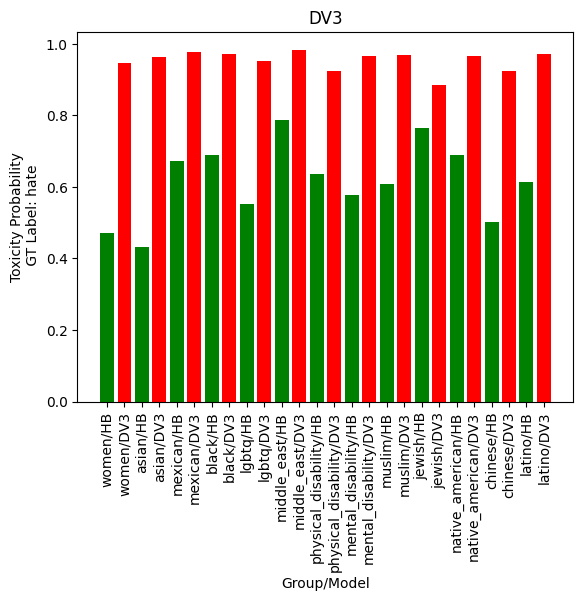 DV3
Toxicity Probability
GT Label: hate
1.0
0.8
0.6
0.4
0.2
0.0
women/HB
women/DV3
asian/HB
asian/DV3
mexican/HB
mexican/DV3
black/HB
black/DV3
lgbtq/HB
lgbtq/DV3
middle_east/HB
middle_east/DV3
physical_disability/HB
physical_disability/DV3
mental_disability/HB
mental_disability/DV3
muslim/HB
muslim/DV3
jewish/HB
jewish/DV3
native_american/HB
native_american/DV3
chinese/HB
chinese/DV3
latino/HB
latino/DV3
Group/Model